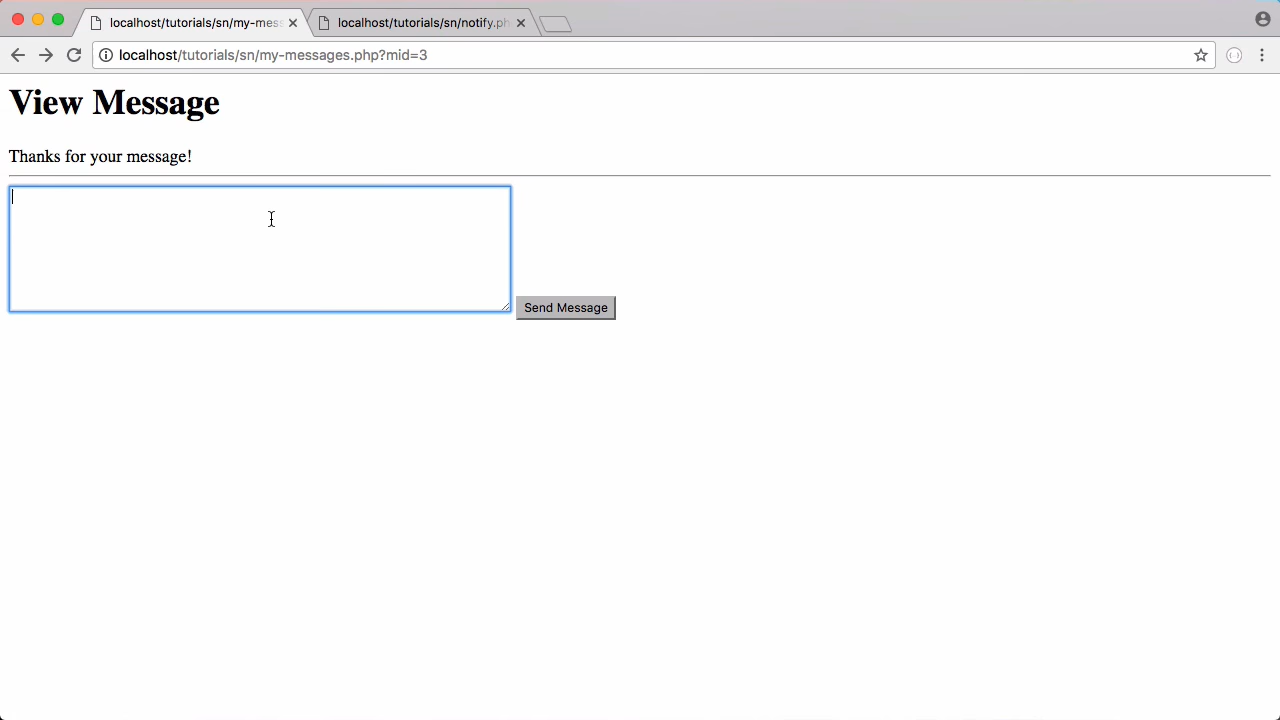 localhost/tutorials/sn/my-mess
localhost/tutorials/sn/notify.ph
localhost/tutorials/sn/my-messages.php?mid=3
View Message
Thanks for your message!
Send Message